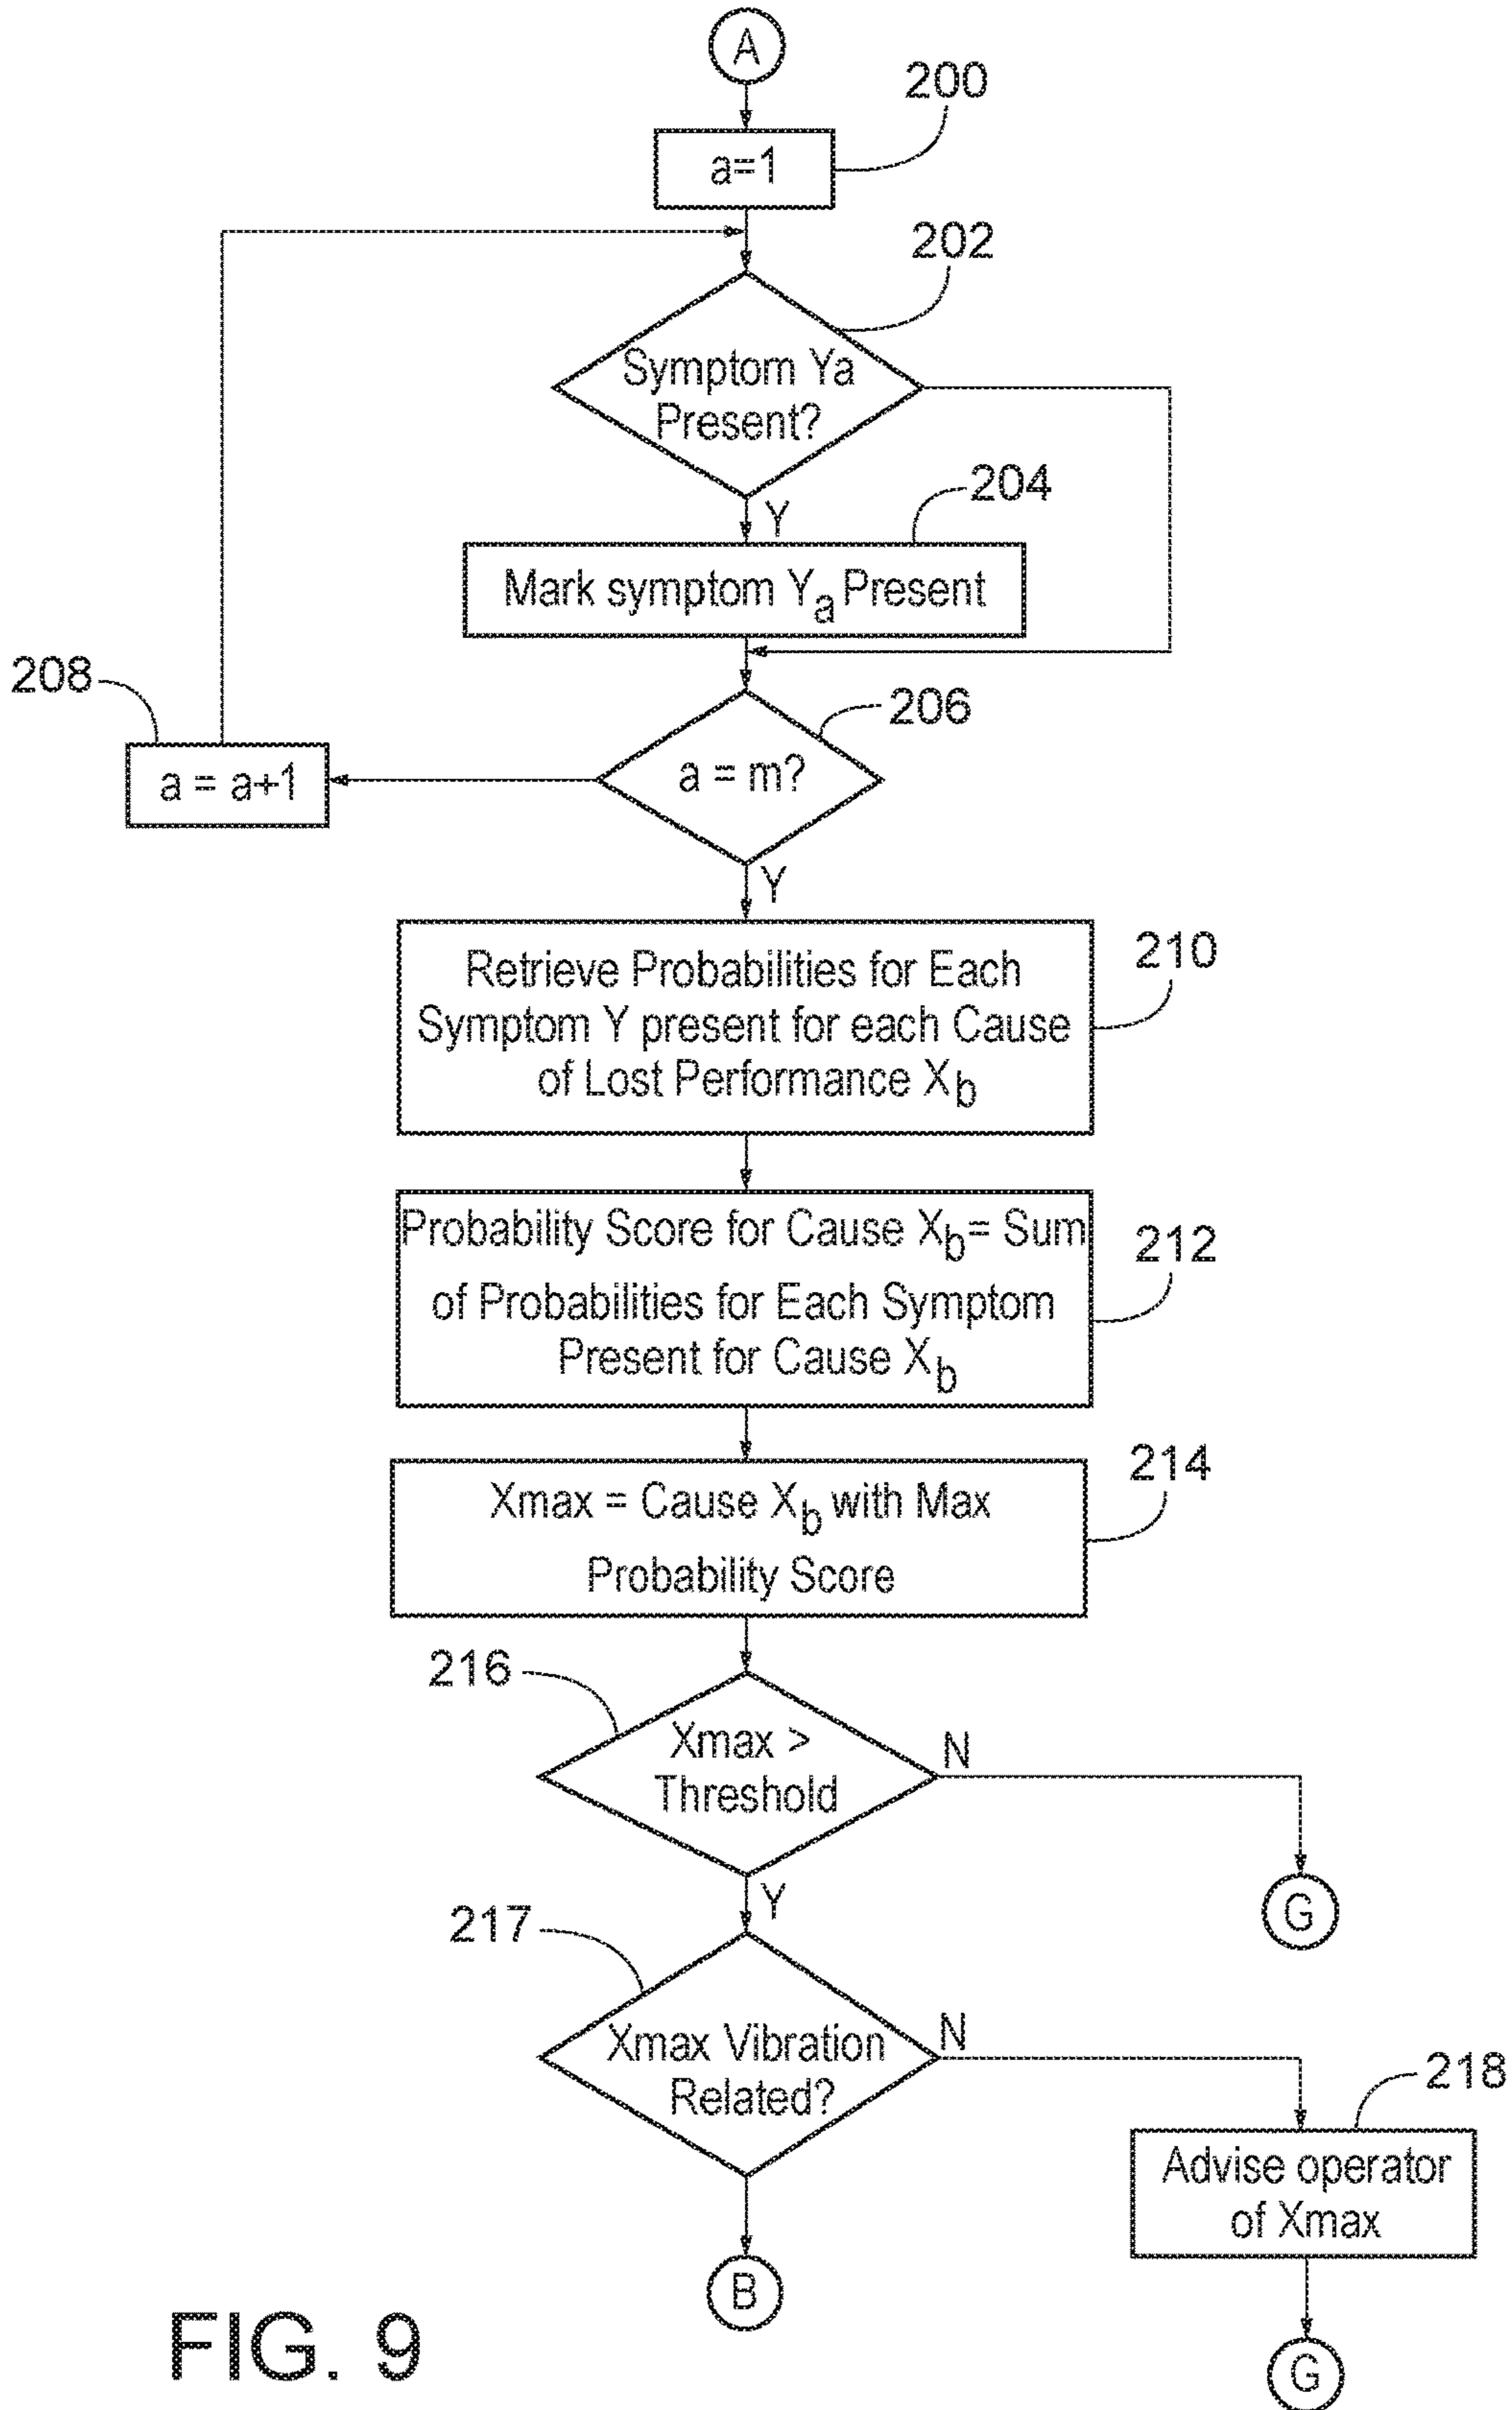 A
200
a=1
202
Symptom Ya
Present?
204
Y
Mark symptom Ya Present
208
206
a = m?
a = a+1
Y
210
Retrieve Probabilities for Each
Symptom Y present for each Cause
of Lost Performance Xb
212
Probability Score for Cause Xb= Sum
of Probabilities for Each Symptom
Present for Cause Xb
214
Xmax = Cause Xb with Max
Probability Score
216
Xmax >
Threshold
N
Y
G
217
Xmax Vibration
Related?
N
218
Advise operator
of Xmax
B
G
FIG. 9